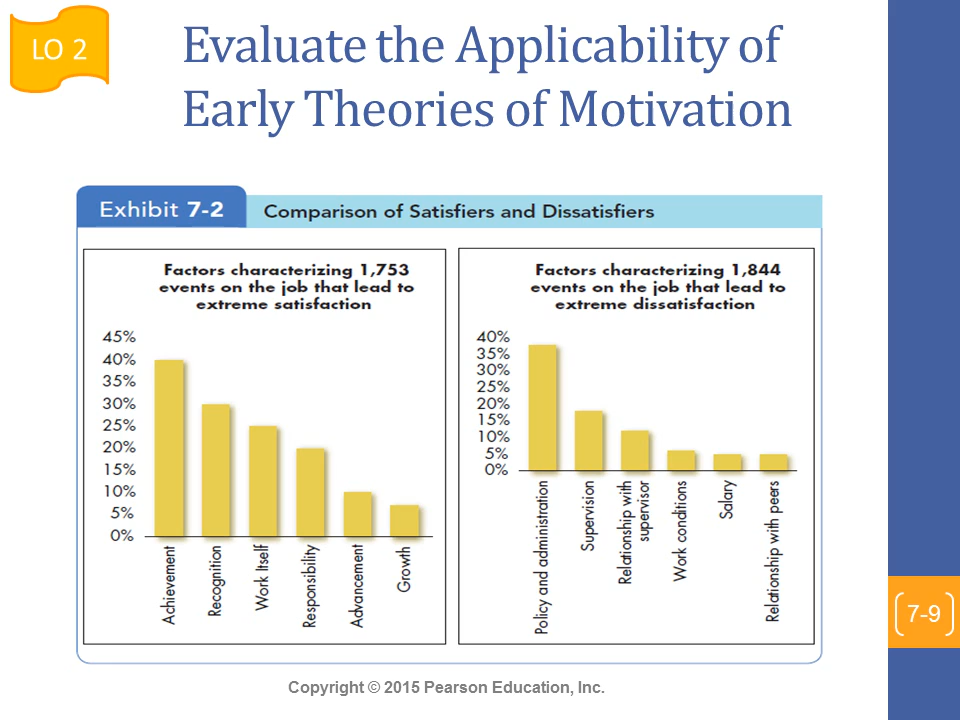 LO 2
Evaluate the Applicability of
Early Theories of Motivation
Exhibit 7-2
Comparison of Satisfiers and Dissatisfiers
Factors characterizing 1,753
events on the job that lead to
extreme satisfaction
45%
40%
35%
30%
25%
20%
15%
10%
5%
0%
Achievement
Recognition
Work Itself
Responsibility
Advancement
Growth
Factors characterizing 1,844
events on the job that lead to
extreme dissatisfaction
40%
35%
30%
25%
20%
15%
10%
5%
0%
Policy and administration
Supervision
Relationship with
supervisor
Work conditions
Salary
Relationship with peers
7-9
Copyright © 2015 Pearson Education, Inc.